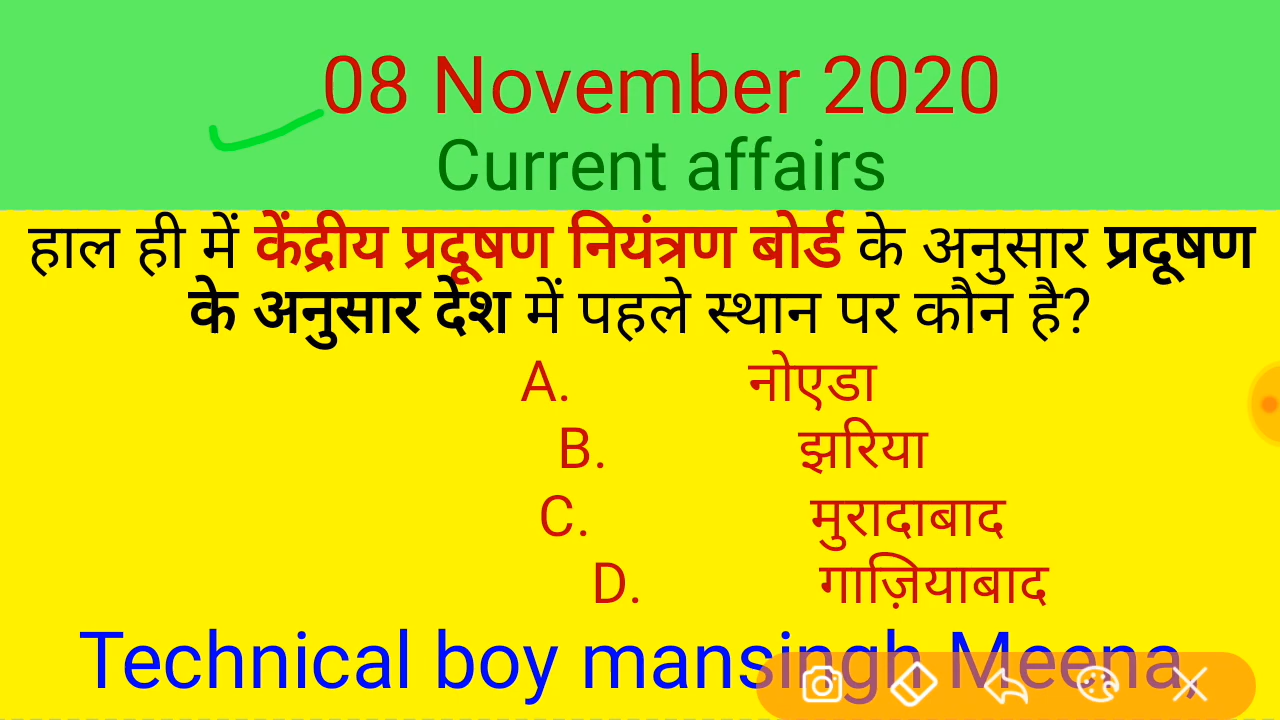 08 November 2020
Current affairs
हाल ही में केंद्रीय प्रदूषण नियंत्रण बोर्ड के अनुसार प्रदूषण
के अनुसार देश में पहले स्थान पर कौन है?
A. नोएडा
B. झरिया
C. मुरादाबाद
D. गाज़ियाबाद
Technical boy mansingh Meena,